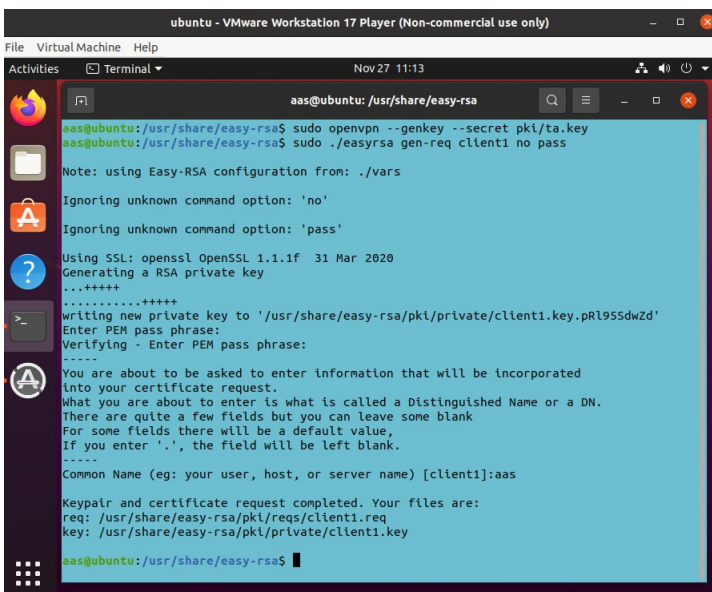 ubuntu - VMware Workstation 17 Player (Non-commercial use only)
File Virtual Machine Help
Activities Terminal Nov 27 11:13
aas@ubuntu: /usr/share/easy-rsa
aas@ubuntu:/usr/share/easy-rsa$ sudo openvpn --genkey --secret pki/ta.key
aas@ubuntu:/usr/share/easy-rsa$ sudo ./easyrsa gen-req client1 no pass
Note: using Easy-RSA configuration from: ./vars
Ignoring unknown command option: 'no'
Ignoring unknown command option: 'pass'
Using SSL: openssl OpenSSL 1.1.1f 31 Mar 2020
Generating a RSA private key
...+++++
...........+++++
writing new private key to '/usr/share/easy-rsa/pki/private/client1.key.pRl95SdwZd'
Enter PEM pass phrase:
Verifying - Enter PEM pass phrase:
-----
You are about to be asked to enter information that will be incorporated
into your certificate request.
What you are about to enter is what is called a Distinguished Name or a DN.
There are quite a few fields but you can leave some blank
For some fields there will be a default value,
If you enter '.', the field will be left blank.
-----
Common Name (eg: your user, host, or server name) [client1]:aas
Keypair and certificate request completed. Your files are:
req: /usr/share/easy-rsa/pki/reqs/client1.req
key: /usr/share/easy-rsa/pki/private/client1.key
aas@ubuntu:/usr/share/easy-rsa$